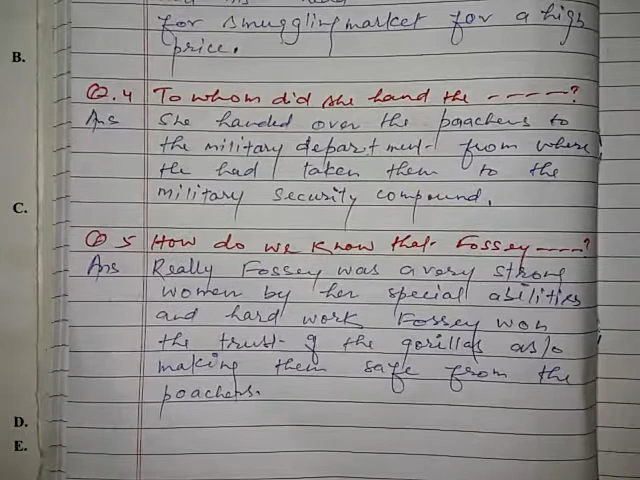 for smuggling market for a high
price.
B.
Q.4 To whom did she hand the ----?
Ans She handed over the poachers to
the military departmet from where
the had taken them to the
military security compound.
C.
Q 5 How do we know that Fossey ----?
Ans Really Fossey was a very strong
women by her special abilities
and hard work Fossey won
the trust of the gorillas as
making them safe from the
poachers.
D.
E.